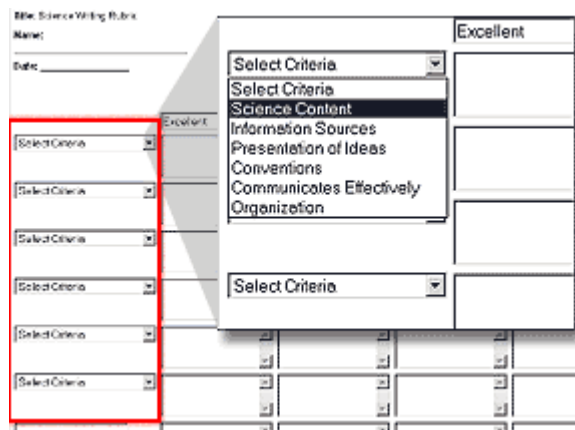 Title: Science Writing Rubric
Name:
Date:
Excellent
Select Criteria
Select Criteria
Select Criteria
Select Criteria
Select Criteria
Select Criteria
Excellent
Select Criteria
Select Criteria
Science Content
Information Sources
Presentation of Ideas
Conventions
Communicates Effectively
Organization
Select Criteria